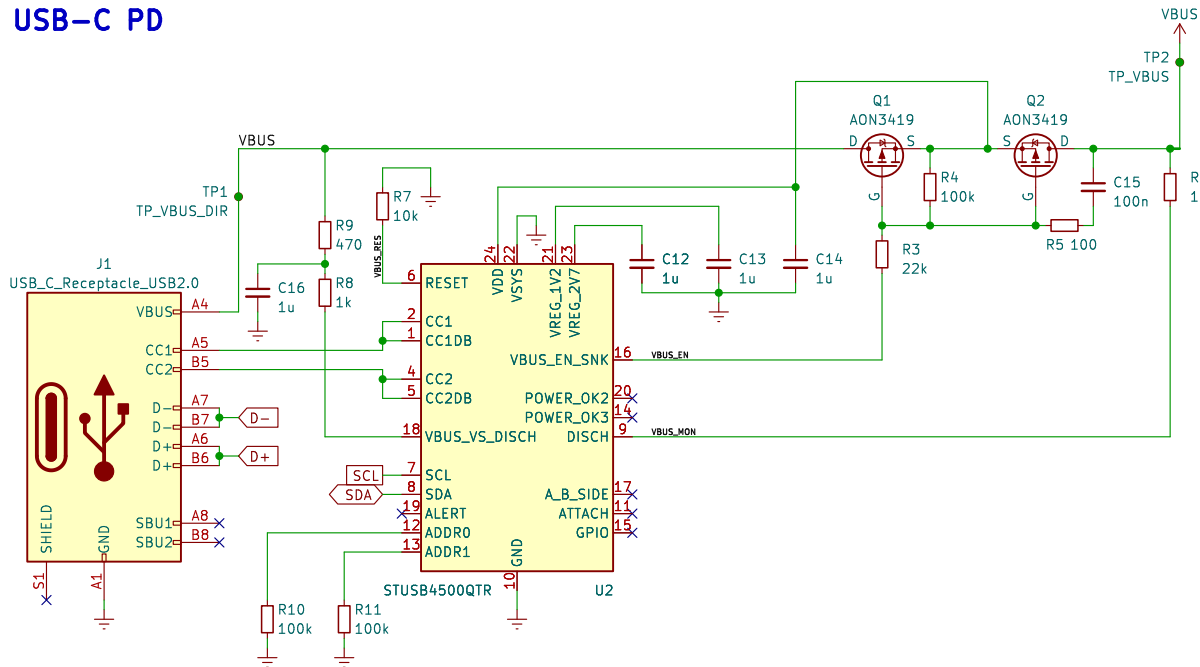 USB-C PD
VBUS
TP2
TP_VBUS
Q1
AON3419
Q2
AON3419
VBUS
D
S
S
D
G
G
TP1
TP_VBUS_DIR
R7
10k
VBUS_RES
R9
470
R8
1k
C16
1u
R4
100k
C15
100n
R
1
R5 100
R3
22k
C12
1u
C13
1u
C14
1u
J1
USB_C_Receptacle_USB2.0
VBUS
A4
CC1
A5
CC2
B5
D-
A7
D-
B7
D+
A6
D+
B6
D-
D+
SBU1
A8
SBU2
B8
SHIELD
GND
S1
A1
24
22
21
23
VDD
VSYS
VREG_1V2
VREG_2V7
6
RESET
2
CC1
1
CC1DB
4
CC2
5
CC2DB
18
VBUS_VS_DISCH
SCL
7
SCL
SDA
8
SDA
19
ALERT
12
ADDR0
13
ADDR1
VBUS_EN_SNK
16
VBUS_EN
POWER_OK2
20
POWER_OK3
14
DISCH
9
VBUS_MON
A_B_SIDE
17
ATTACH
11
GPIO
15
GND
10
STUSB4500QTR
U2
R10
100k
R11
100k